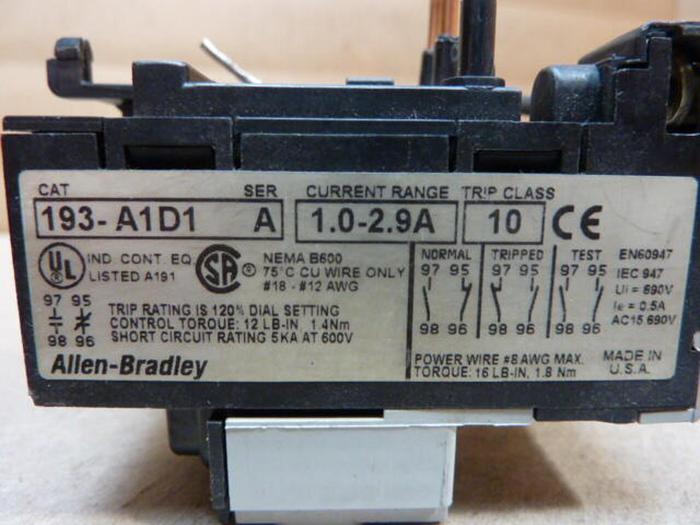 CAT SER CURRENT RANGE TRIP CLASS
193- A1D1 A 1.0-2.9A 10 CE
UL IND. CONT. EQ.
LISTED A191
SA NEMA B600
75°C CU WIRE ONLY
#18 - #12 AWG
97 95
98 96
TRIP RATING IS 120% DIAL SETTING
CONTROL TORQUE: 12 LB-IN, 1.4Nm
SHORT CIRCUIT RATING 5KA AT 600V
Allen-Bradley
NORMAL TRIPPED TEST
97 95 97 95 97 95
98 96 98 96 98 96
EN60947
IEC 947
Ui = 690V
Ie = 0.5A
AC15 690V
POWER WIRE #8 AWG MAX.
TORQUE: 16 LB-IN, 1.8 Nm
MADE IN
U.S.A.